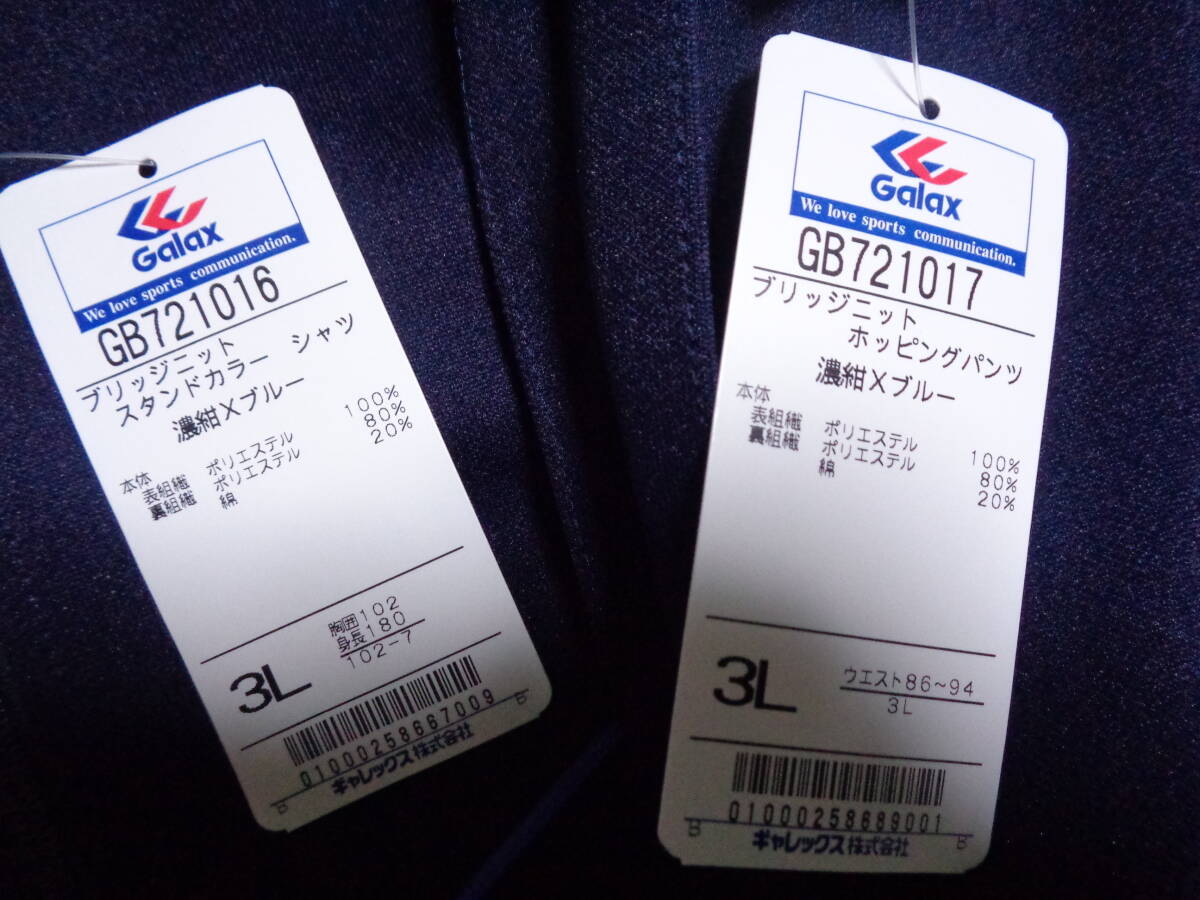 Galax
We love sports communication.
GB721016
ブリッジニット
スタンドカラー シャツ
濃紺Xブルー
本体
表組織 ポリエステル 100%
裏組織 ポリエステル 80%
綿 20%
胸囲102
身長180
102-7
3L
01000258667009
B B
ギャレックス株式会社
Galax
We love sports communication.
GB721017
ブリッジニット
ホッピングパンツ
濃紺Xブルー
本体
表組織 ポリエステル 100%
裏組織 ポリエステル 80%
綿 20%
ウエスト86~94
3L
3L
01000258689001
B B
ギャレックス株式会社